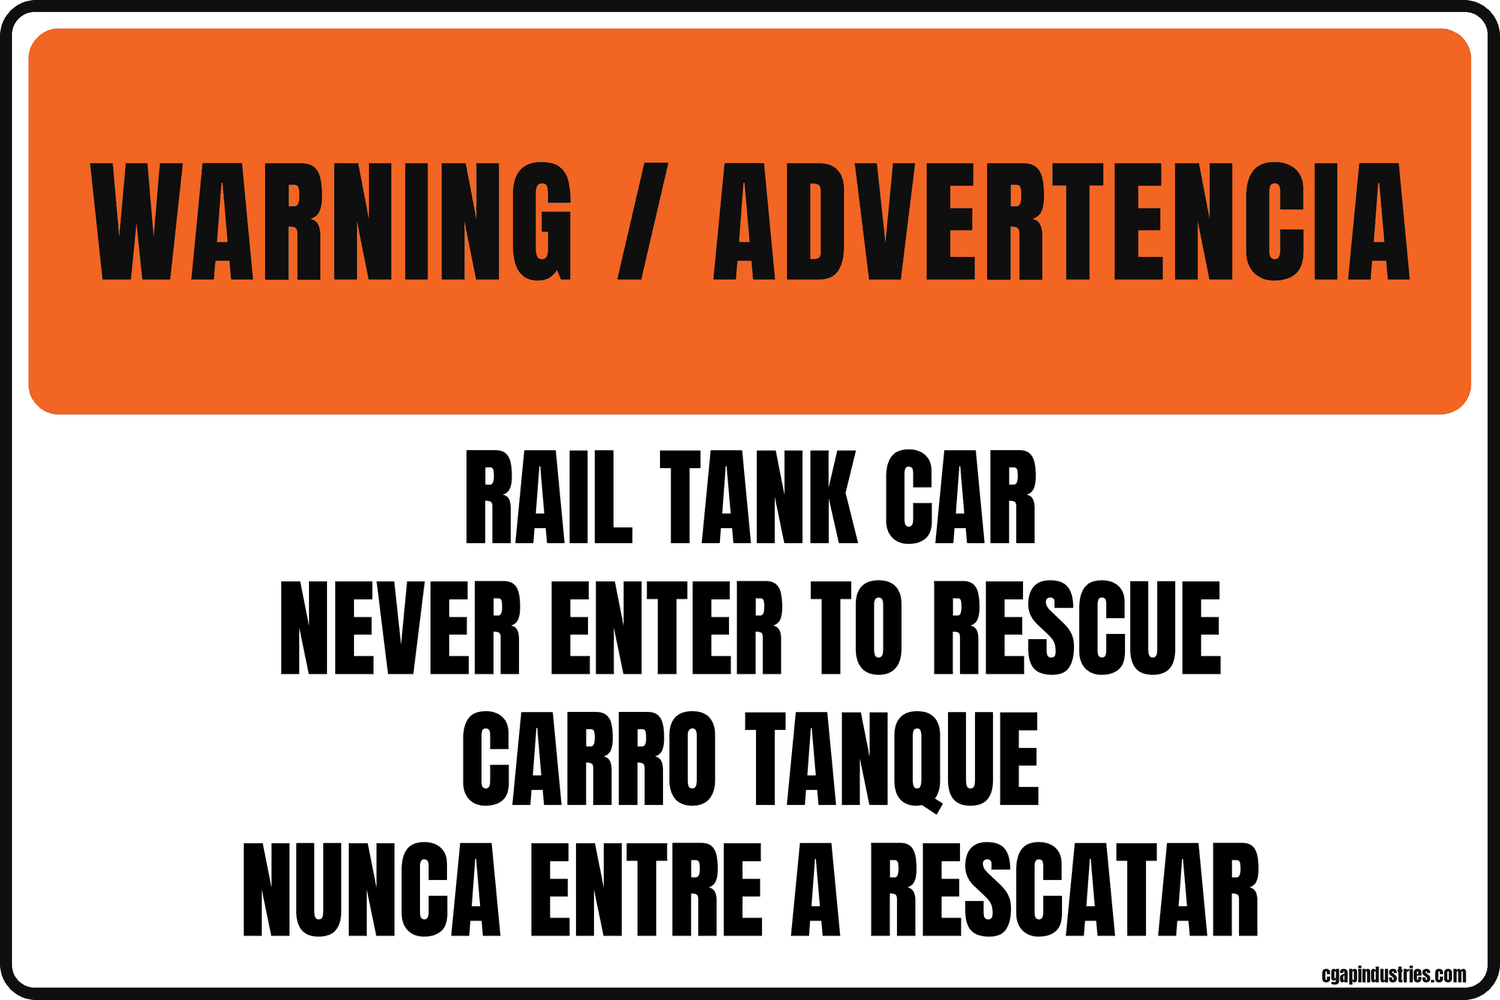 WARNING / ADVERTENCIA
RAIL TANK CAR
NEVER ENTER TO RESCUE
CARRO TANQUE
NUNCA ENTRE A RESCATAR
cgapindustries.com